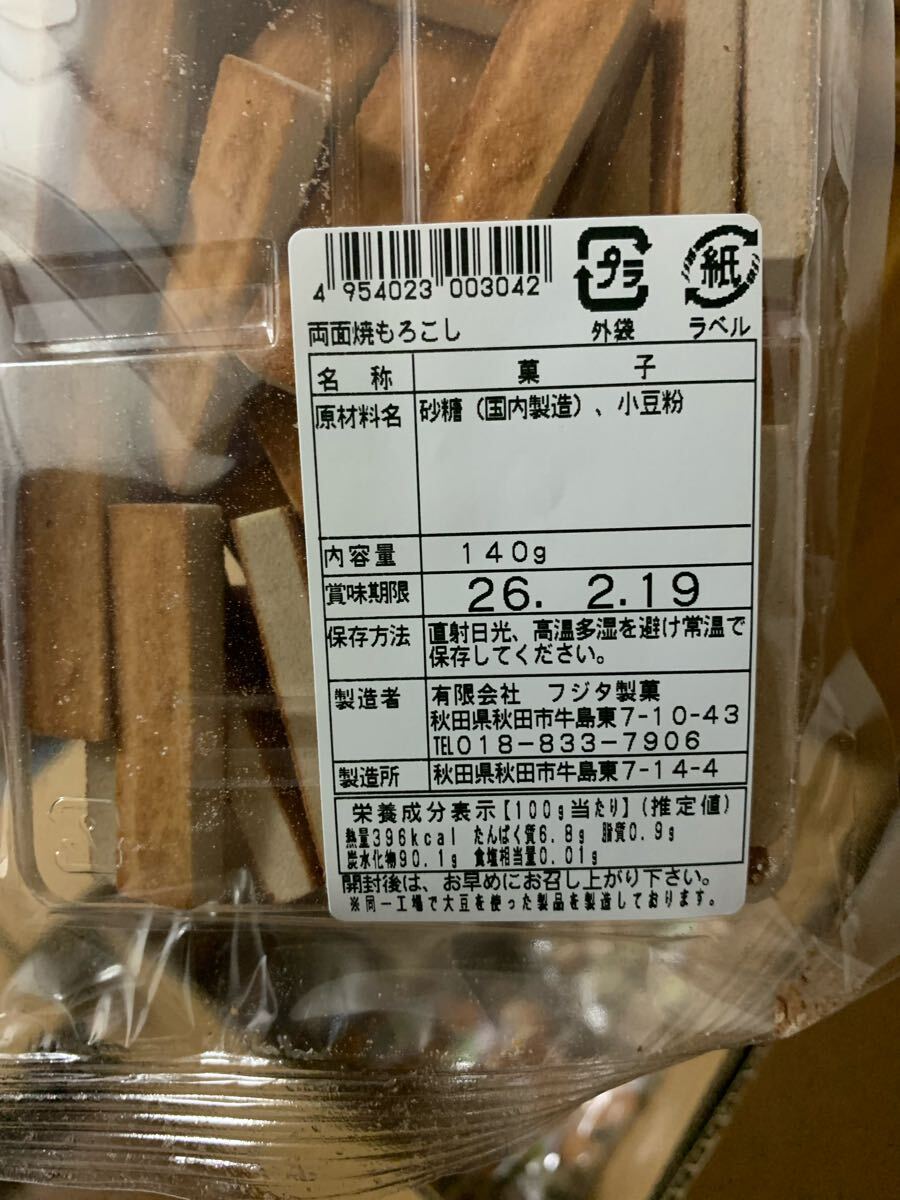 4 954023 003042
プラ
外袋
紙
ラベル
両面焼もろこし
名 称 菓 子
原材料名 砂糖（国内製造）、小豆粉
内容量 140g
賞味期限 26. 2.19
保存方法 直射日光、高温多湿を避け常温で
保存してください。
製造者 有限会社 フジタ製菓
秋田県秋田市牛島東7-10-43
TEL018-833-7906
製造所 秋田県秋田市牛島東7-14-4
栄養成分表示【100g当たり】(推定値)
熱量396kcal たんぱく質6.8g 脂質0.9g
炭水化物90.1g 食塩相当量0.01g
開封後は、お早めにお召し上がり下さい。
※同一工場で大豆を使った製品を製造しております。